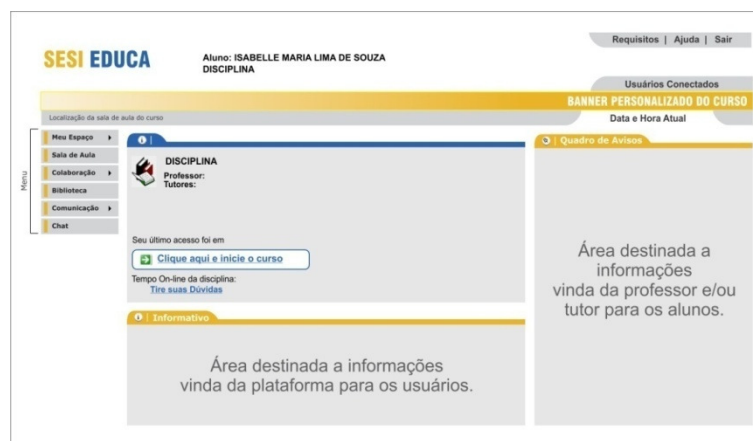 Requisitos | Ajuda | Sair
SESI EDUCA
Aluno: ISABELLE MARIA LIMA DE SOUZA
DISCIPLINA
Usuários Conectados
BANNER PERSONALIZADO DO CURSO
Localização da sala de aula do curso
Data e Hora Atual
Menu
Meu Espaço
Sala de Aula
Colaboração
Biblioteca
Comunicação
Chat
DISCIPLINA
Professor:
Tutores:
Seu último acesso foi em
Clique aqui e inicie o curso
Tempo On-line da disciplina:
Tire suas Dúvidas
| Informativo
Área destinada a informações
vinda da plataforma para os usuários.
| Quadro de Avisos
Área destinada a
informações
vinda da professor e/ou
tutor para os alunos.